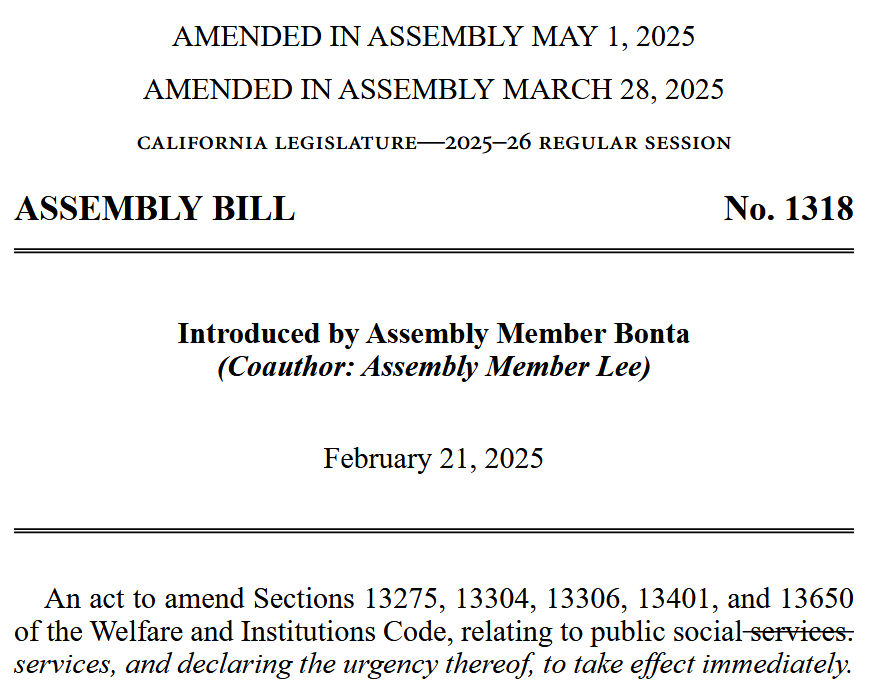 AMENDED IN ASSEMBLY MAY 1, 2025
AMENDED IN ASSEMBLY MARCH 28, 2025
CALIFORNIA LEGISLATURE—2025–26 REGULAR SESSION
ASSEMBLY BILL No. 1318
Introduced by Assembly Member Bonta
(Coauthor: Assembly Member Lee)
February 21, 2025
An act to amend Sections 13275, 13304, 13306, 13401, and 13650
of the Welfare and Institutions Code, relating to public social services.
services, and declaring the urgency thereof, to take effect immediately.